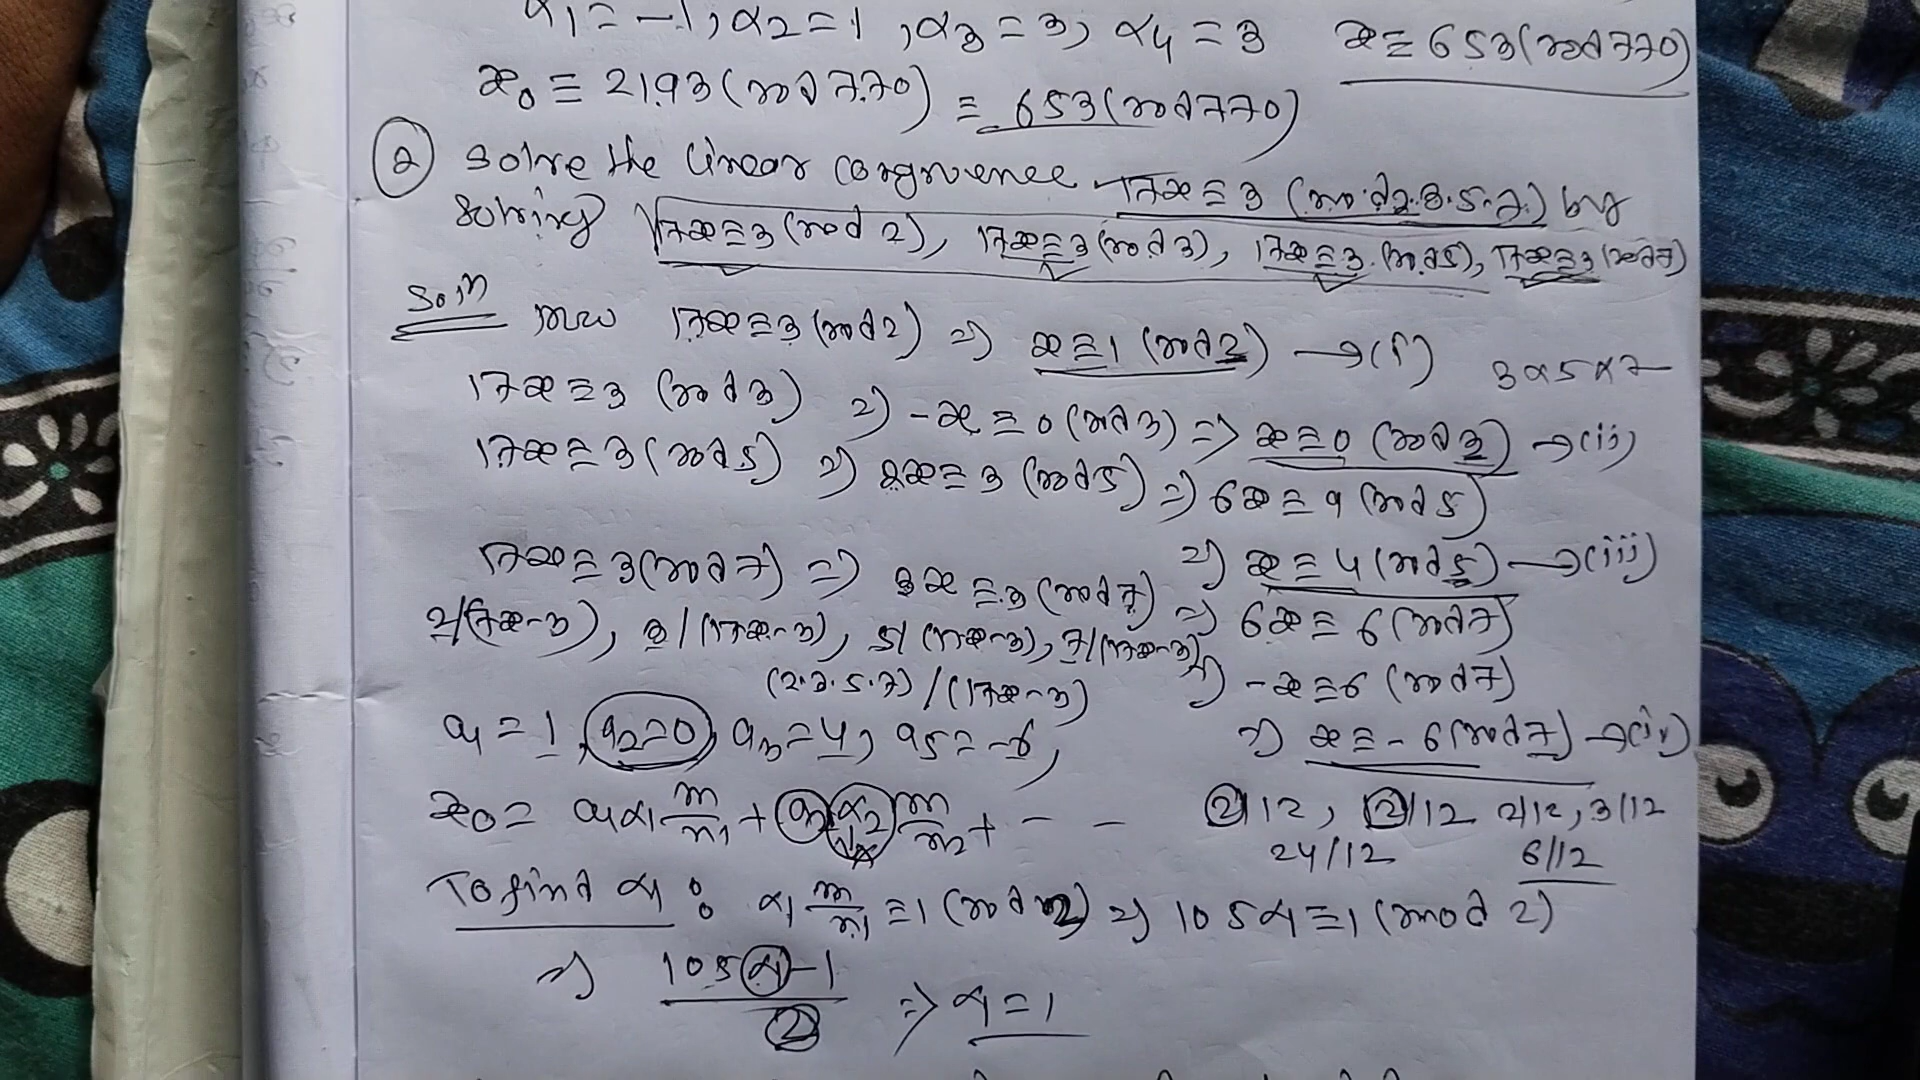 α1 = -1, α2 = 1, α3 = 3, α4 = 3 x ≡ 653 (mod 770)
x0 ≡ 2193 (mod 770) ≡ 653 (mod 770)
② Solve the linear congruence 17x ≡ 3 (mod 2.3.5.7) by
solving 17x ≡ 3 (mod 2), 17x ≡ 3 (mod 3), 17x ≡ 3 (mod 5), 17x ≡ 3 (mod 7)
Soln 17x ≡ 3 (mod 2) ⇒ x ≡ 1 (mod 2) → (i) 3×5×7
17x ≡ 3 (mod 3) ⇒ -x ≡ 0 (mod 3) ⇒ x ≡ 0 (mod 3) → (ii)
17x ≡ 3 (mod 5) ⇒ 2x ≡ 3 (mod 5) ⇒ 6x ≡ 9 (mod 5)
⇒ x ≡ 4 (mod 5) → (iii)
17x ≡ 3 (mod 7) ⇒ 3x ≡ 3 (mod 7) ⇒ 6x ≡ 6 (mod 7)
2/(17x-3), 3/(17x-3), 5/(17x-3), 7/(17x-3)
(2.3.5.7)/(17x-3) ⇒ -x ≡ 6 (mod 7)
a1 = 1, a2 = 0, a3 = 4, a5 = -6, ⇒ x ≡ -6 (mod 7) → (iv)
x0 = a1 α1 m/m1 + a2 α2 m/m2 + - - 2/12, 2/12 2/12, 3/12
24/12 6/12
To find α1 : α1 m/m1 ≡ 1 (mod 2) ⇒ 105α1 ≡ 1 (mod 2)
⇒ 105α1-1 / 2 ⇒ α1 = 1